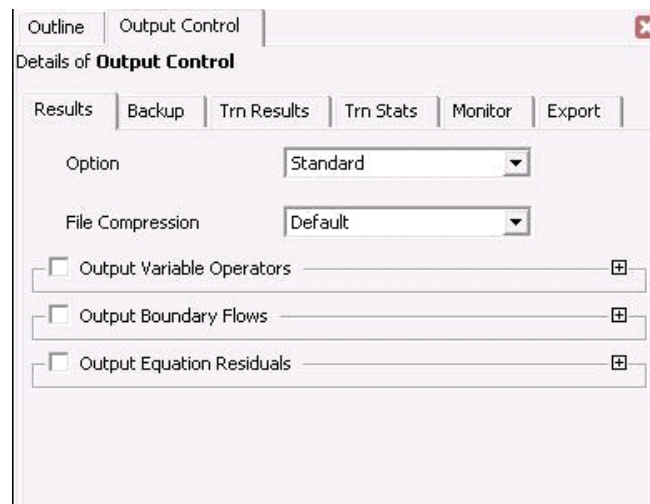 Outline Output Control
Details of Output Control
Results Backup Trn Results Trn Stats Monitor Export
Option Standard
File Compression Default
Output Variable Operators
Output Boundary Flows
Output Equation Residuals